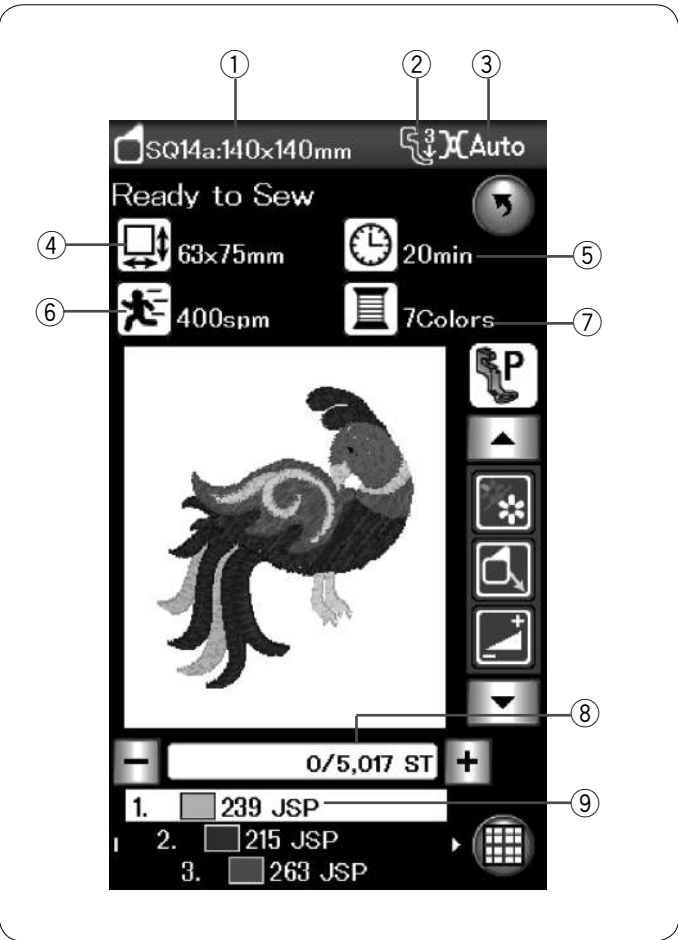 ① ② ③
SQ14a:140x140mm 3 Auto
Ready to Sew
④ 63x75mm 20min ⑤
⑥ 400spm 7Colors ⑦
P
+
−
⑧
− 0/5,017 ST +
1. 239 JSP ⑨
2. 215 JSP
3. 263 JSP